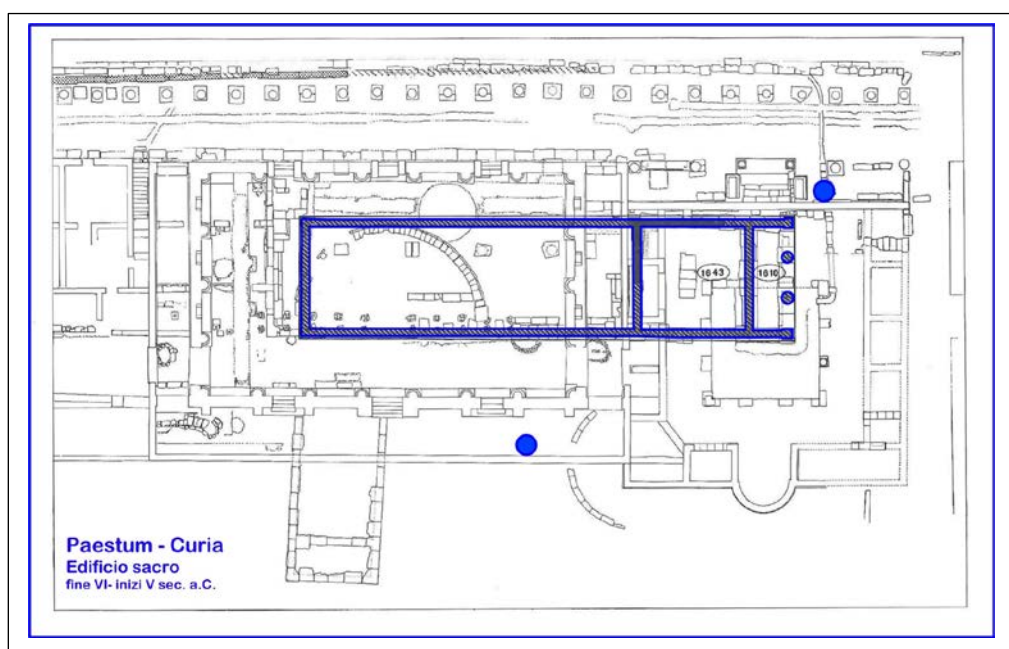 1643
1610
Paestum - Curia
Edificio sacro
fine VI- inizi V sec. a.C.